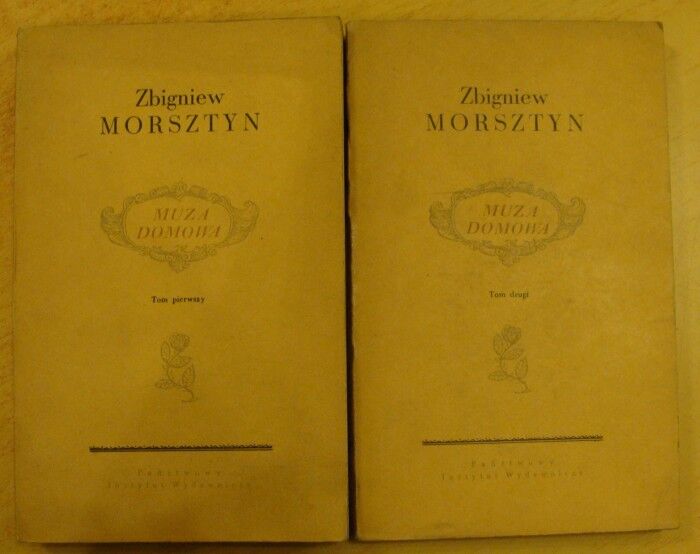 Zbigniew
MORSZTYN
MUZA
DOMOWA
Tom pierwszy
Państwowy
Instytut Wydawniczy
Zbigniew
MORSZTYN
MUZA
DOMOWA
Tom drugi
Państwowy
Instytut Wydawniczy